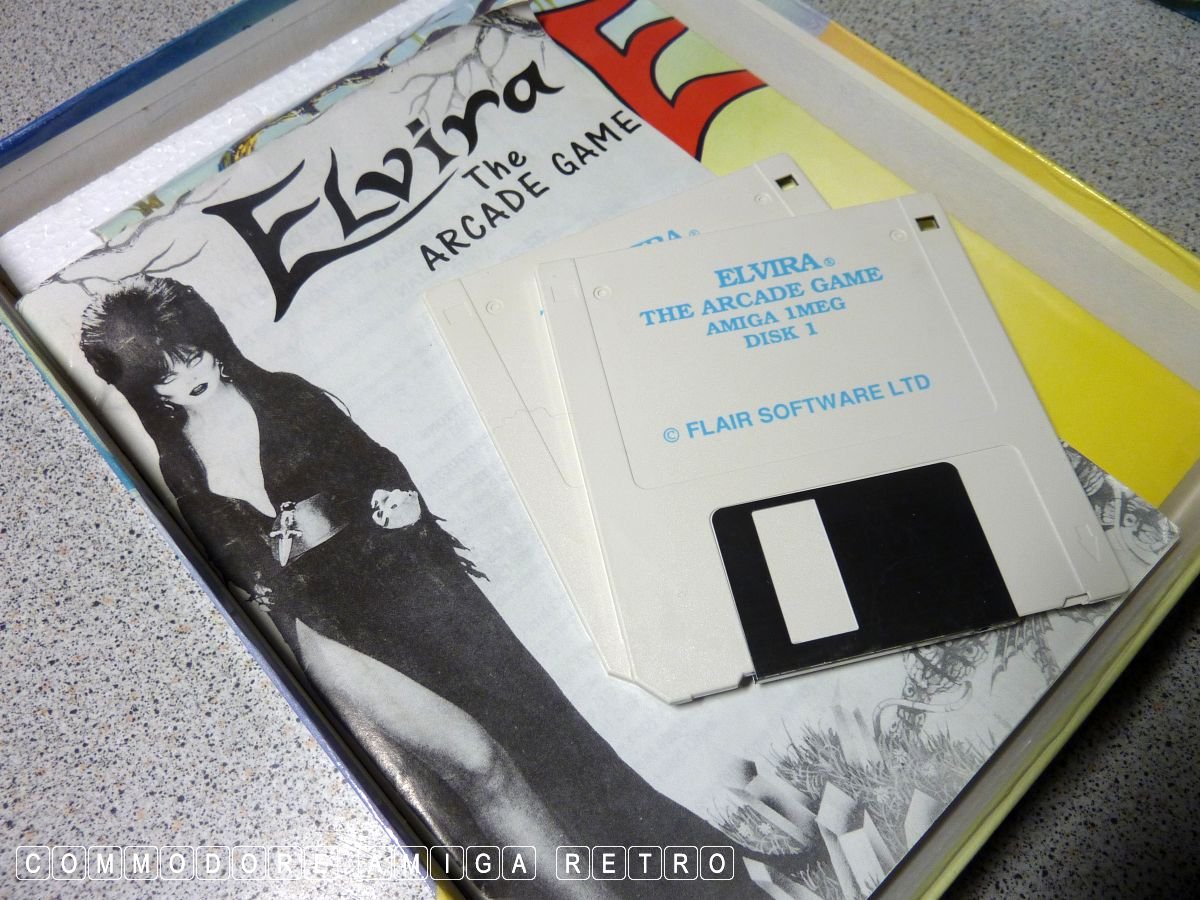 Elvira
The
ARCADE GAME
E
ELVIRA®
THE ARCADE GAME
AMIGA 1MEG
DISK 1
© FLAIR SOFTWARE LTD
COMMODORE AMIGA RETRO